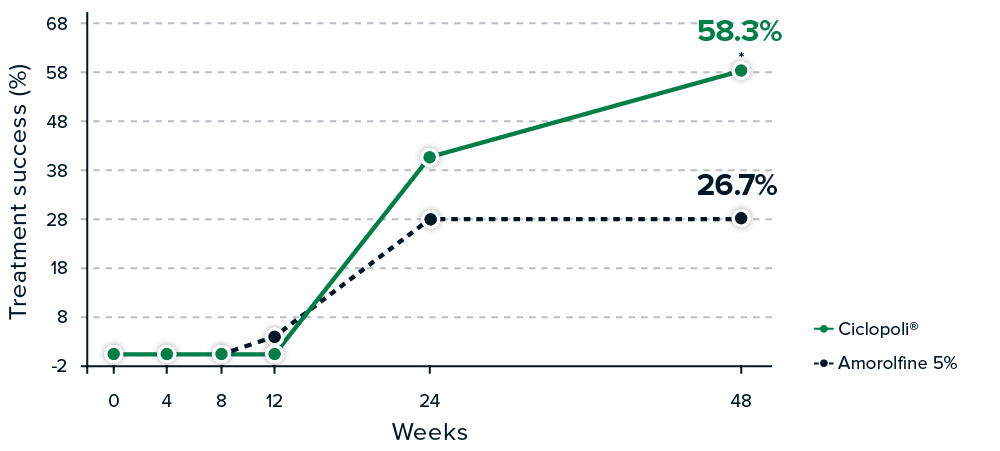 68
58.3%
*
58
48
38
26.7%
28
18
8
-2
Treatment success (%)
0 4 8 12 24 48
Weeks
Ciclopoli®
Amorolfine 5%